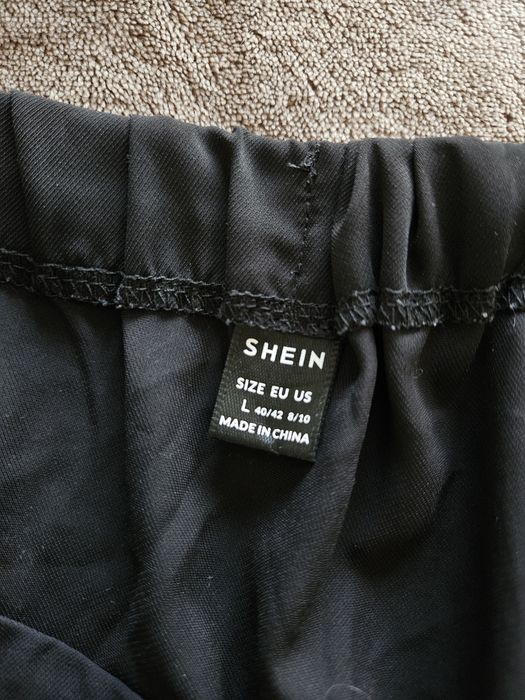 SHEIN
SIZE EU US
L 40/42 8/10
MADE IN CHINA